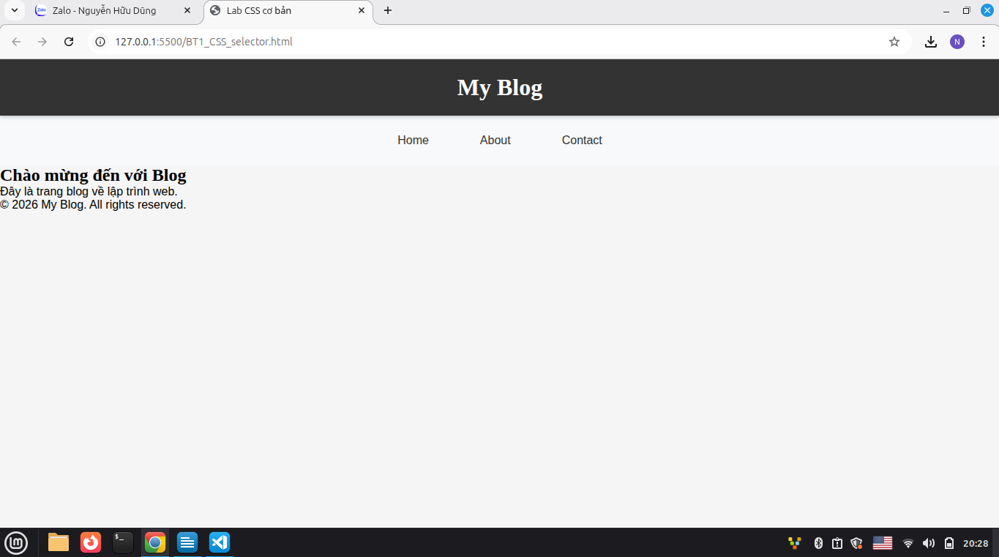 Zalo - Nguyễn Hữu Dũng
Lab CSS cơ bản
127.0.0.1:5500/BT1_CSS_selector.html
N
My Blog
Home About Contact
Chào mừng đến với Blog
Đây là trang blog về lập trình web.
© 2026 My Blog. All rights reserved.
20:28